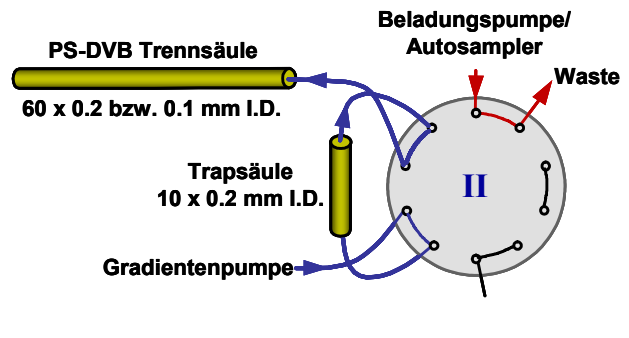 Beladungspumpe/
Autosampler
PS-DVB Trennsäule
Waste
60 x 0.2 bzw. 0.1 mm I.D.
Trapsäule
10 x 0.2 mm I.D.
II
Gradientenpumpe